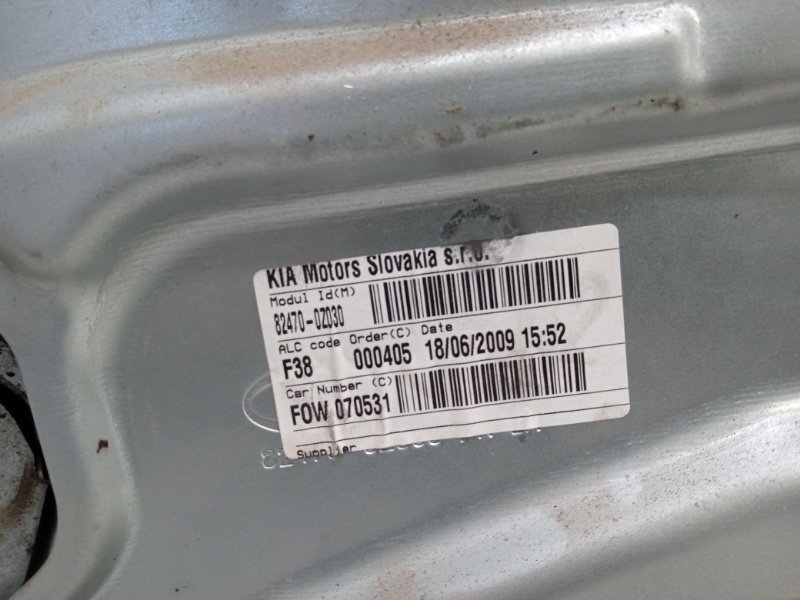 KIA Motors Slovakia s.r.o.
Modul Id(M)
82470-0Z030
ALC code Order(C) Date
F38 000405 18/06/2009 15:52
Car Number (C)
FOW 070531
Supplier